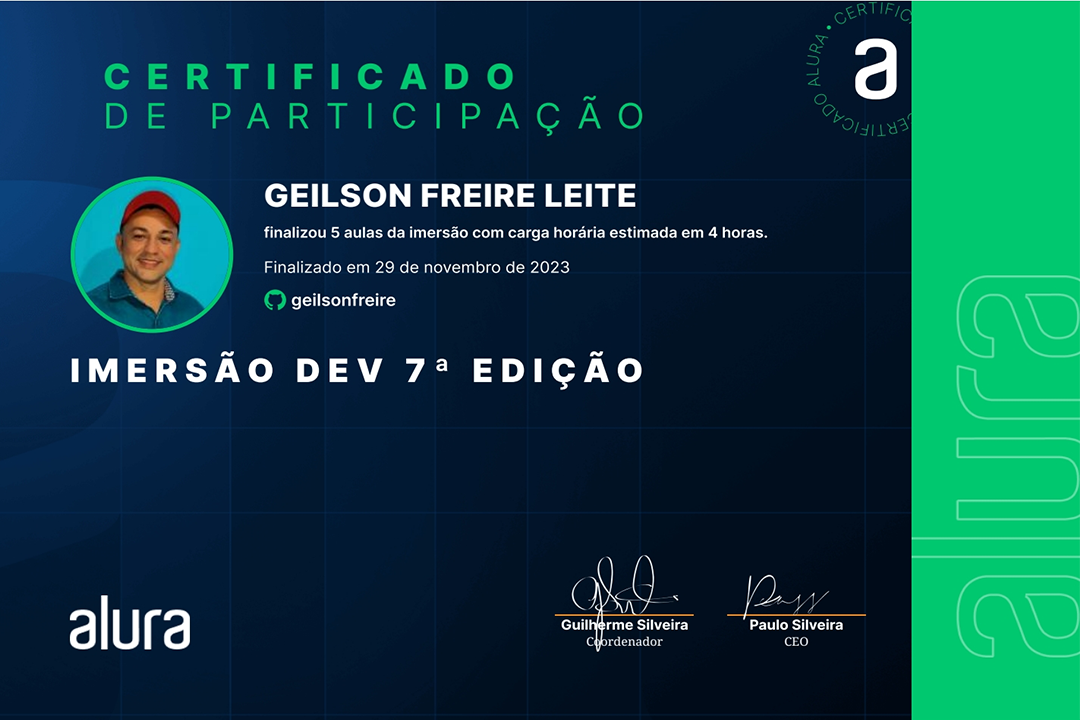 CERTIFICADO
DE PARTICIPAÇÃO
CERTIFICADO ALURA • CERTIFIC
a
GEILSON FREIRE LEITE
finalizou 5 aulas da imersão com carga horária estimada em 4 horas.
Finalizado em 29 de novembro de 2023
geilsonfreire
IMERSÃO DEV 7ª EDIÇÃO
alura
Guilherme Silveira
Coordenador
Paulo Silveira
CEO
alura